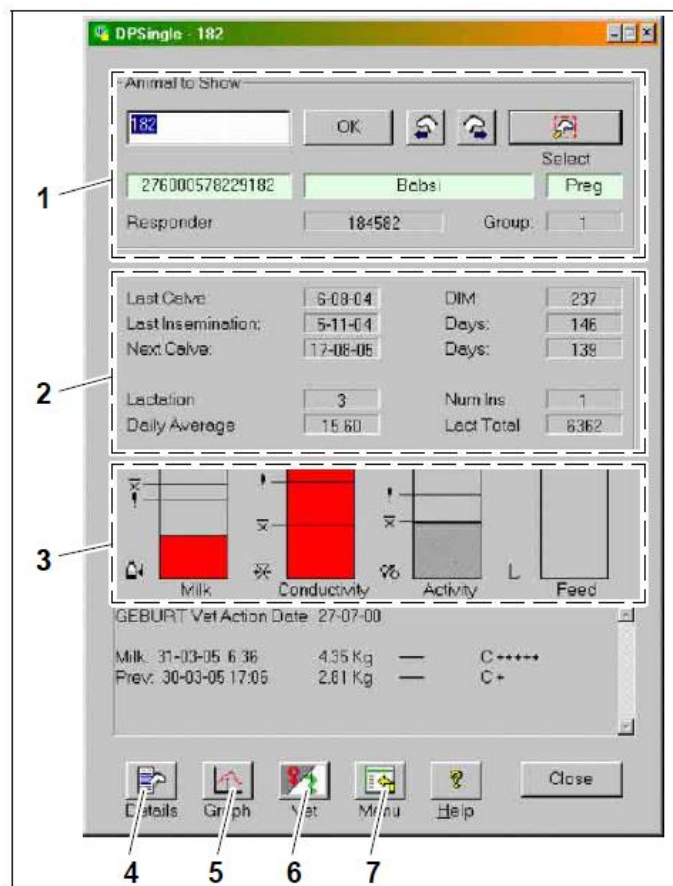 DPSingle - 182
Animal to Show
182 OK
Select
276000578229182 Babsi Preg
1
Responder 184582 Group: 1
Last Calve 6-08-04 DIM: 237
Last Insemination: 5-11-04 Days: 146
Next Calve: 17-08-05 Days: 139
2
Lactation 3 Num Ins 1
Daily Average 15.60 Lact Total 6362
3
L
Milk Conductivity Activity Feed
GEBURT Vet Action Date 27-07-00
Milk: 31-03-05 6:36 4.35 Kg — C +++++
Prev: 30-03-05 17:06 2.81 Kg — C +
Close
Details Graph Vet Menu Help
4 5 6 7